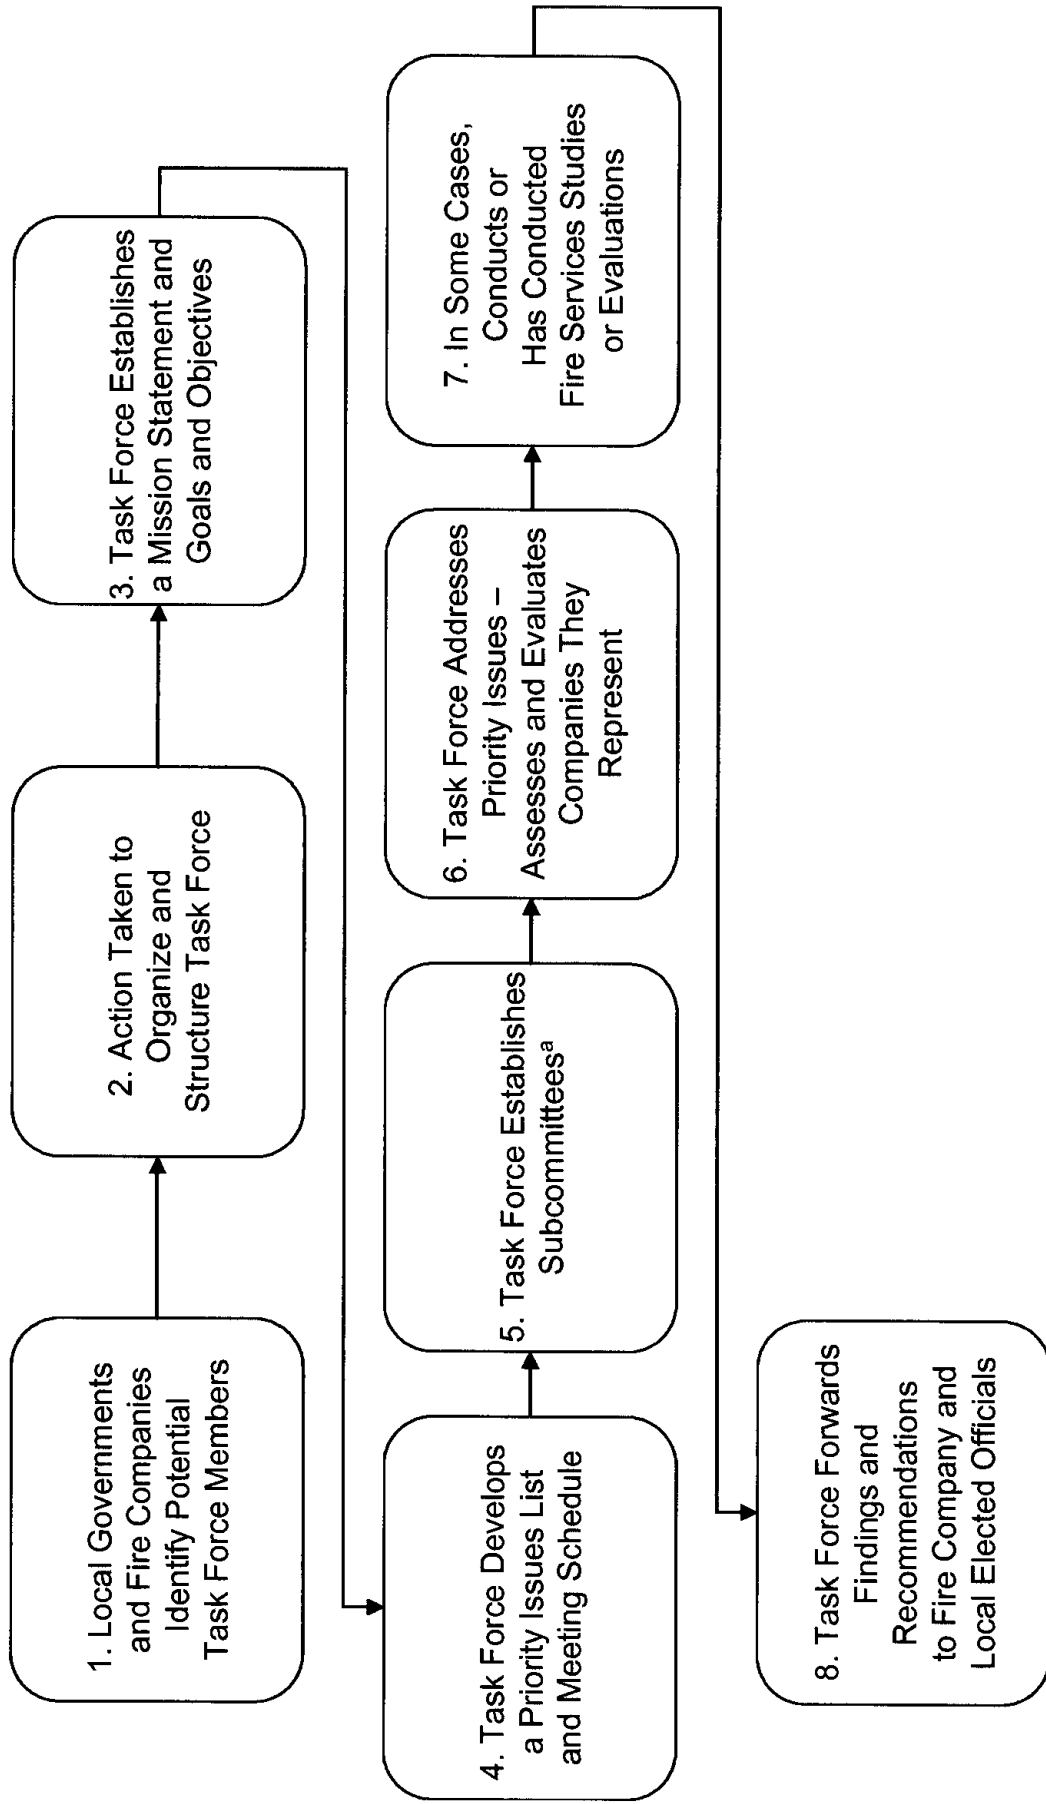 1. Local Governments
and Fire Companies
Identify Potential
Task Force Members
2. Action Taken to
Organize and
Structure Task Force
3. Task Force Establishes
a Mission Statement and
Goals and Objectives
4. Task Force Develops
a Priority Issues List
and Meeting Schedule
5. Task Force Establishes
Subcommitteesᵃ
6. Task Force Addresses
Priority Issues –
Assesses and Evaluates
Companies They
Represent
7. In Some Cases,
Conducts or
Has Conducted
Fire Services Studies
or Evaluations
8. Task Force Forwards
Findings and
Recommendations
to Fire Company and
Local Elected Officials